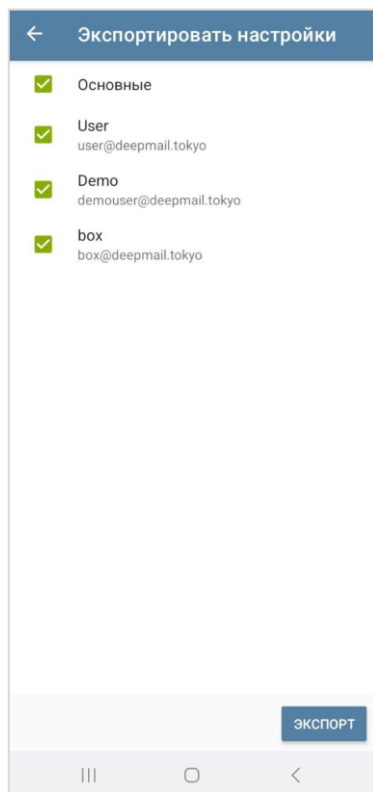 Экспортировать настройки
Основные
User
user@deepmail.tokyo
Demo
demouser@deepmail.tokyo
box
box@deepmail.tokyo
ЭКСПОРТ